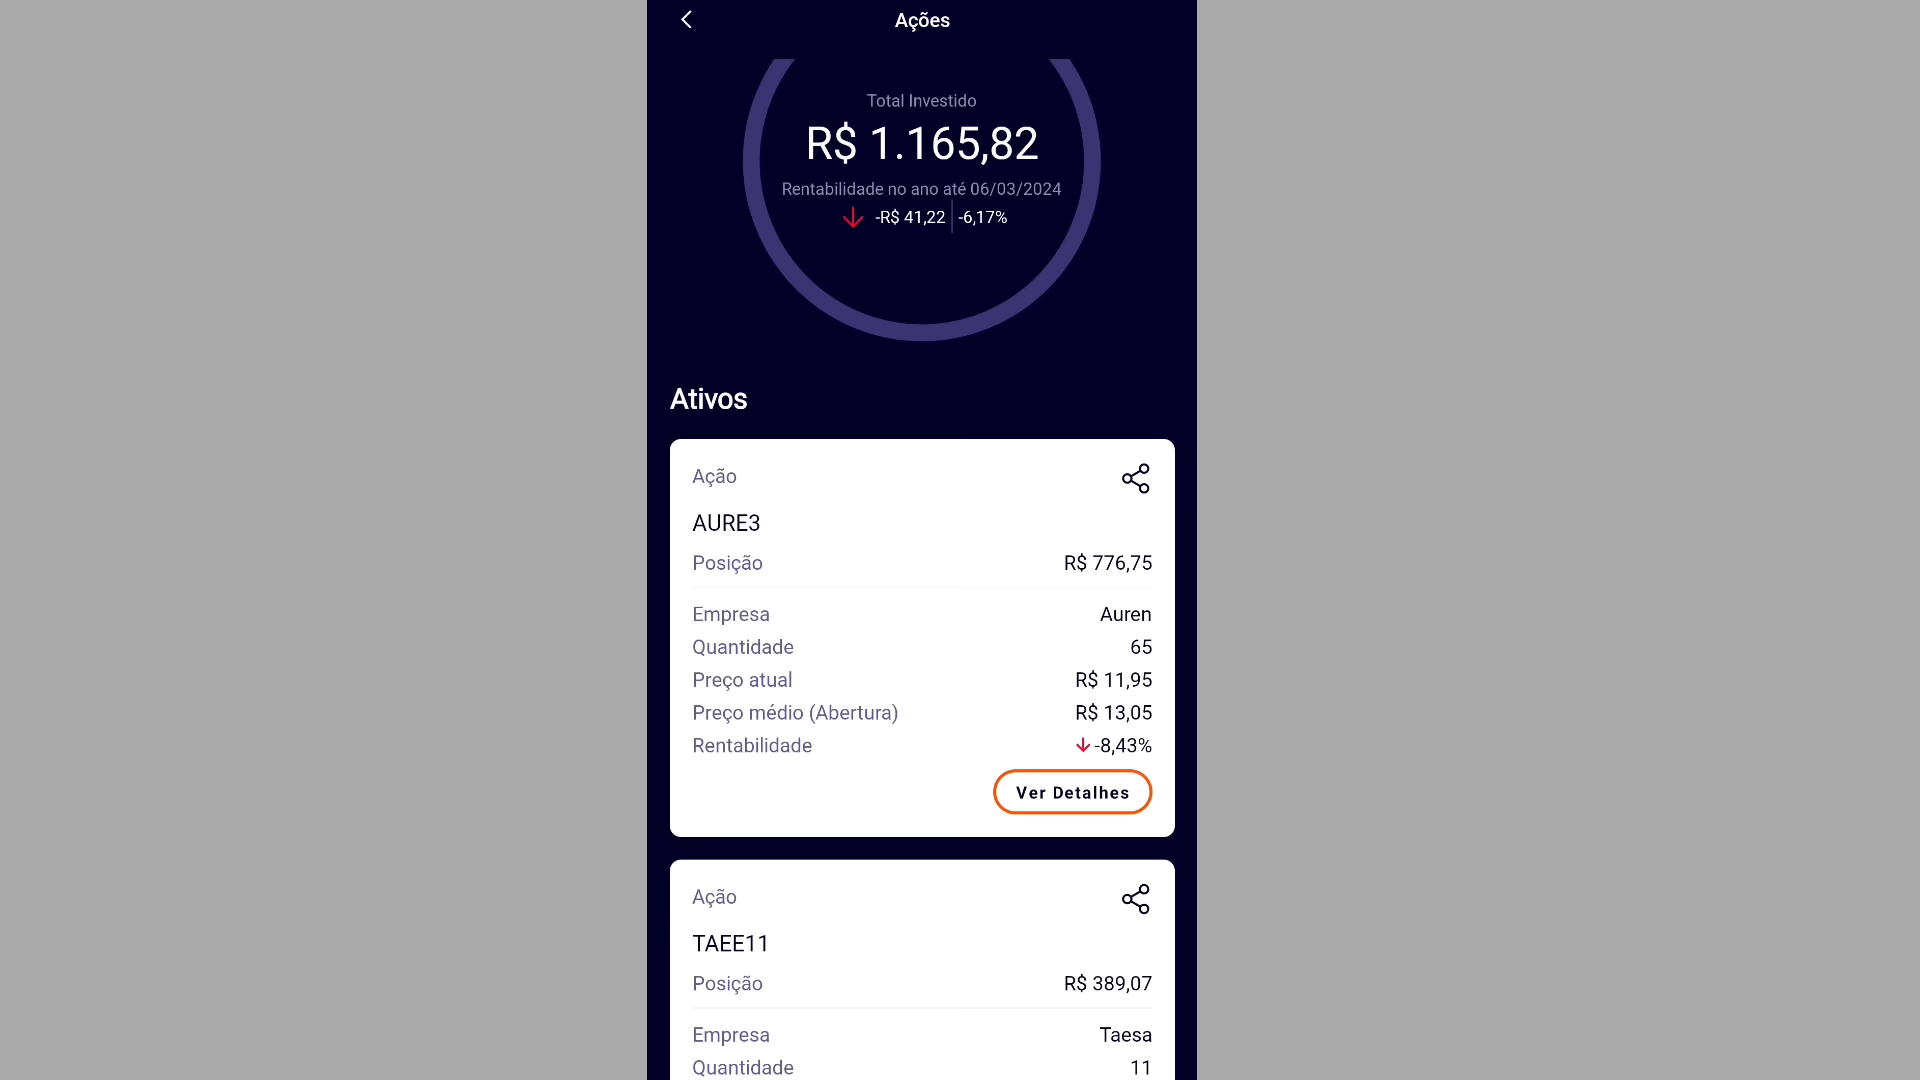 Ações
Total Investido
R$ 1.165,82
Rentabilidade no ano até 06/03/2024
-R$ 41,22 -6,17%
Ativos
Ação
AURE3
Posição R$ 776,75
Empresa Auren
Quantidade 65
Preço atual R$ 11,95
Preço médio (Abertura) R$ 13,05
Rentabilidade -8,43%
Ver Detalhes
Ação
TAEE11
Posição R$ 389,07
Empresa Taesa
Quantidade 11